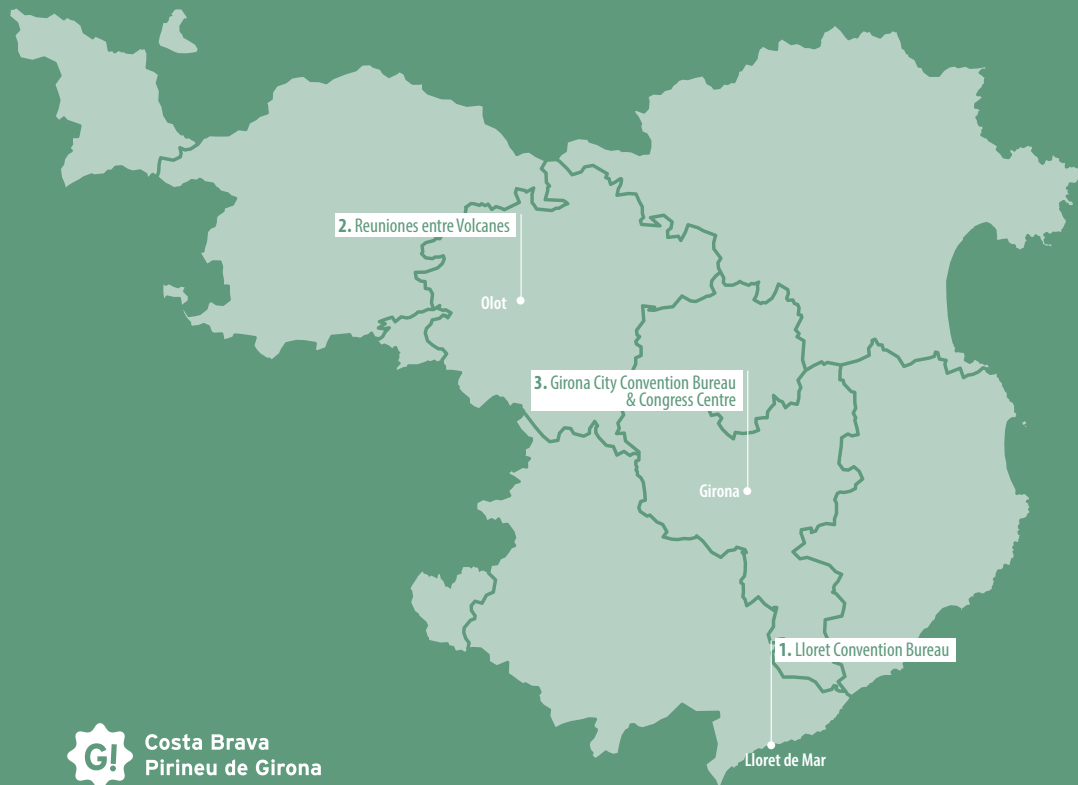 2. Reuniones entre Volcanes
Olot
3. Girona City Convention Bureau
& Congress Centre
Girona
1. Lloret Convention Bureau
Lloret de Mar
G!
Costa Brava
Pirineu de Girona